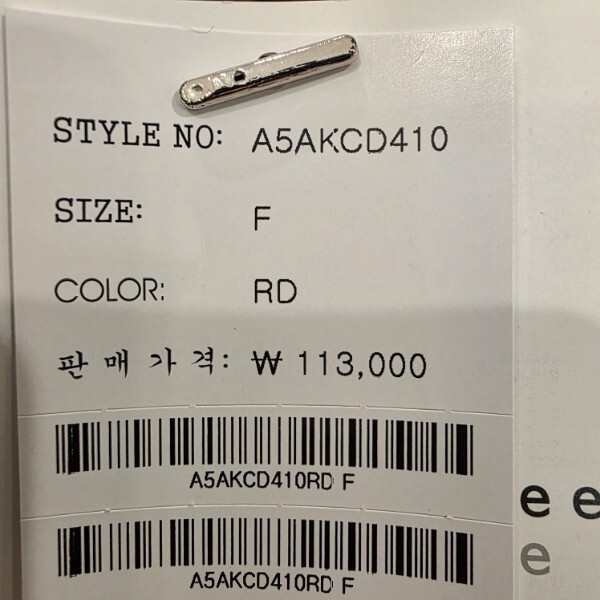 STYLE NO: A5AKCD410
SIZE: F
COLOR: RD
판매가격: ₩ 113,000
A5AKCD410RD F
e e
A5AKCD410RD F
e